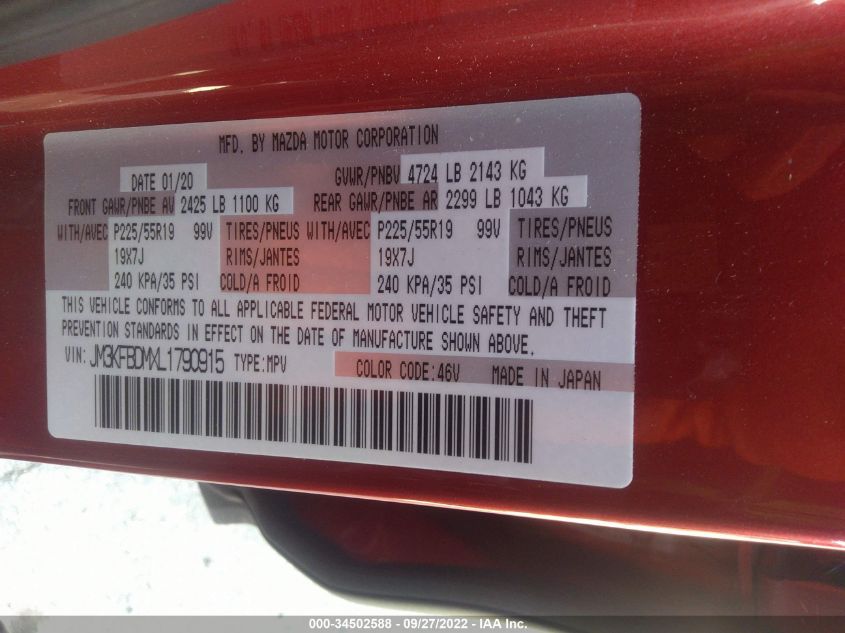 MFD. BY MAZDA MOTOR CORPORATION
DATE 01/20 GVWR/PNBV 4724 LB 2143 KG
FRONT GAWR/PNBE AV 2425 LB 1100 KG REAR GAWR/PNBE AR 2299 LB 1043 KG
WITH/AVEC P225/55R19 99V TIRES/PNEUS WITH/AVEC P225/55R19 99V TIRES/PNEUS
19X7J RIMS/JANTES 19X7J RIMS/JANTES
240 KPA/35 PSI COLD/A FROID 240 KPA/35 PSI COLD/A FROID
THIS VEHICLE CONFORMS TO ALL APPLICABLE FEDERAL MOTOR VEHICLE SAFETY AND THEFT
PREVENTION STANDARDS IN EFFECT ON THE DATE OF MANUFACTURE SHOWN ABOVE.
VIN: JM3KFBDMXL1790915 TYPE:MPV COLOR CODE:46V MADE IN JAPAN
000-34502588 - 09/27/2022 - IAA Inc.